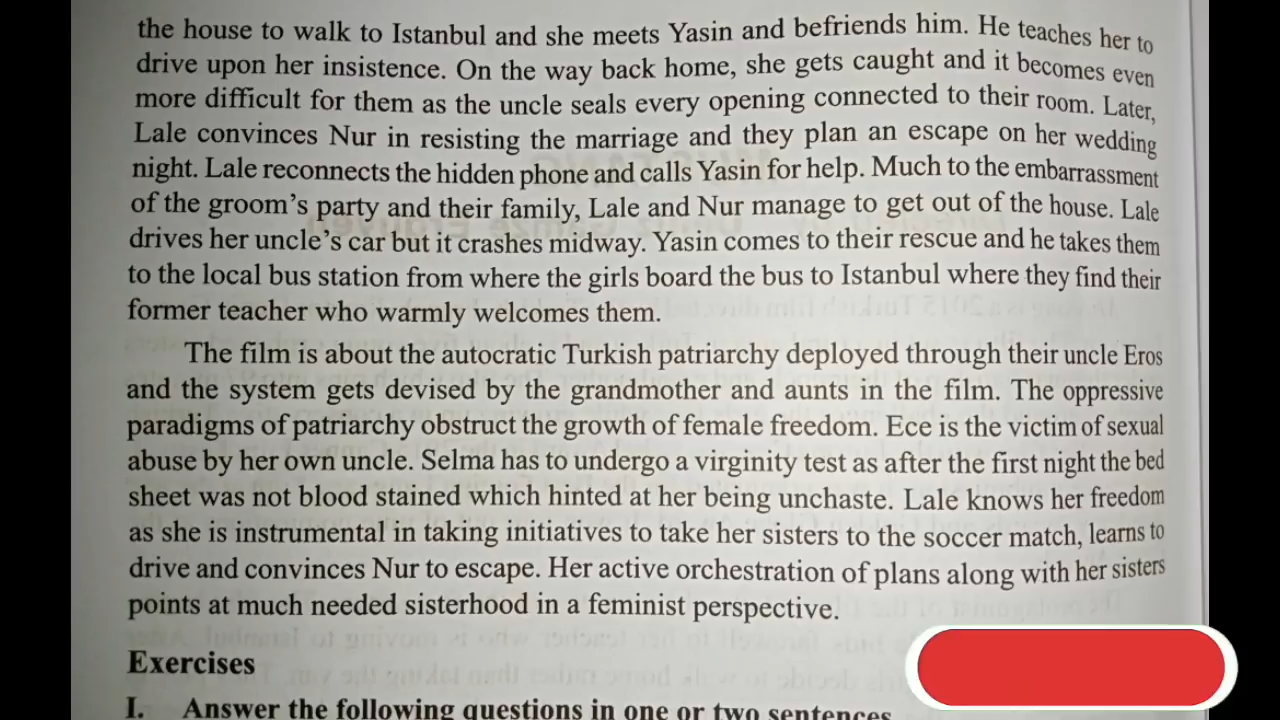 the house to walk to Istanbul and she meets Yasin and befriends him. He teaches her to
drive upon her insistence. On the way back home, she gets caught and it becomes even
more difficult for them as the uncle seals every opening connected to their room. Later,
Lale convinces Nur in resisting the marriage and they plan an escape on her wedding
night. Lale reconnects the hidden phone and calls Yasin for help. Much to the embarrassment
of the groom's party and their family, Lale and Nur manage to get out of the house. Lale
drives her uncle's car but it crashes midway. Yasin comes to their rescue and he takes them
to the local bus station from where the girls board the bus to Istanbul where they find their
former teacher who warmly welcomes them.
The film is about the autocratic Turkish patriarchy deployed through their uncle Eros
and the system gets devised by the grandmother and aunts in the film. The oppressive
paradigms of patriarchy obstruct the growth of female freedom. Ece is the victim of sexual
abuse by her own uncle. Selma has to undergo a virginity test as after the first night the bed
sheet was not blood stained which hinted at her being unchaste. Lale knows her freedom
as she is instrumental in taking initiatives to take her sisters to the soccer match, learns to
drive and convinces Nur to escape. Her active orchestration of plans along with her sisters
points at much needed sisterhood in a feminist perspective.
Exercises
I. Answer the following questions in one or two sentences.